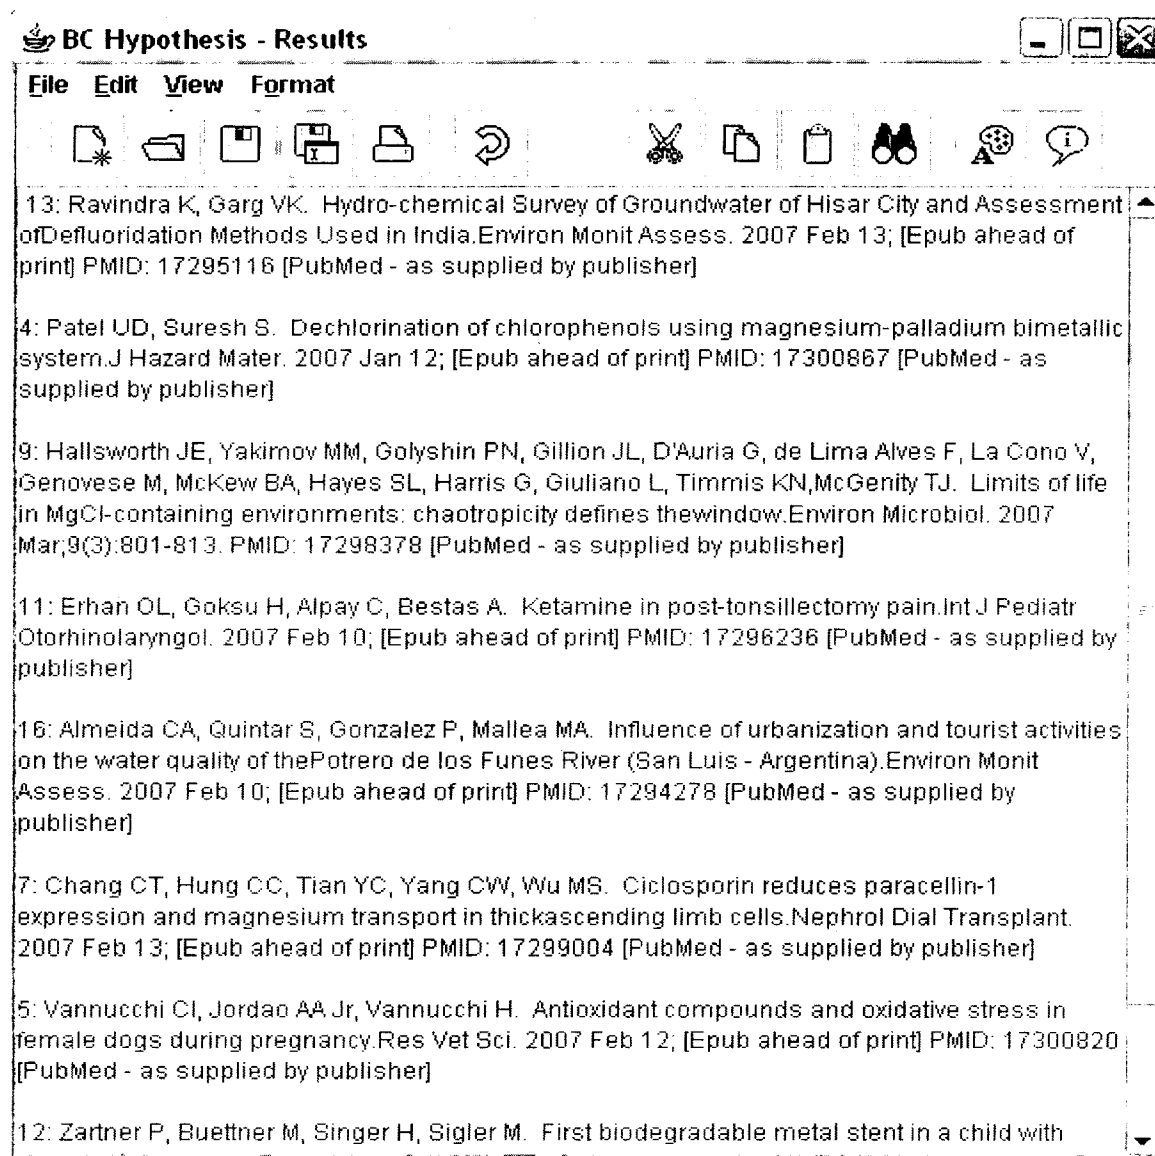 BC Hypothesis - Results
File Edit View Format
13: Ravindra K, Garg VK. Hydro-chemical Survey of Groundwater of Hisar City and Assessment
ofDefluoridation Methods Used in India.Environ Monit Assess. 2007 Feb 13; [Epub ahead of
print] PMID: 17295116 [PubMed - as supplied by publisher]
4: Patel UD, Suresh S. Dechlorination of chlorophenols using magnesium-palladium bimetallic
system.J Hazard Mater. 2007 Jan 12; [Epub ahead of print] PMID: 17300867 [PubMed - as
supplied by publisher]
9: Hallsworth JE, Yakimov MM, Golyshin PN, Gillion JL, D'Auria G, de Lima Alves F, La Cono V,
Genovese M, McKew BA, Hayes SL, Harris G, Giuliano L, Timmis KN,McGenity TJ. Limits of life
in MgCl-containing environments: chaotropicity defines thewindow.Environ Microbiol. 2007
Mar;9(3):801-813. PMID: 17298378 [PubMed - as supplied by publisher]
11: Erhan OL, Goksu H, Alpay C, Bestas A. Ketamine in post-tonsillectomy pain.Int J Pediatr
Otorhinolaryngol. 2007 Feb 10; [Epub ahead of print] PMID: 17296236 [PubMed - as supplied by
publisher]
16: Almeida CA, Quintar S, Gonzalez P, Mallea MA. Influence of urbanization and tourist activities
on the water quality of thePotrero de los Funes River (San Luis - Argentina).Environ Monit
Assess. 2007 Feb 10; [Epub ahead of print] PMID: 17294278 [PubMed - as supplied by
publisher]
7: Chang CT, Hung CC, Tian YC, Yang CW, Wu MS. Ciclosporin reduces paracellin-1
expression and magnesium transport in thickascending limb cells.Nephrol Dial Transplant.
2007 Feb 13; [Epub ahead of print] PMID: 17299004 [PubMed - as supplied by publisher]
5: Vannucchi CI, Jordao AA Jr, Vannucchi H. Antioxidant compounds and oxidative stress in
female dogs during pregnancy.Res Vet Sci. 2007 Feb 12; [Epub ahead of print] PMID: 17300820
[PubMed - as supplied by publisher]
12: Zartner P, Buettner M, Singer H, Sigler M. First biodegradable metal stent in a child with